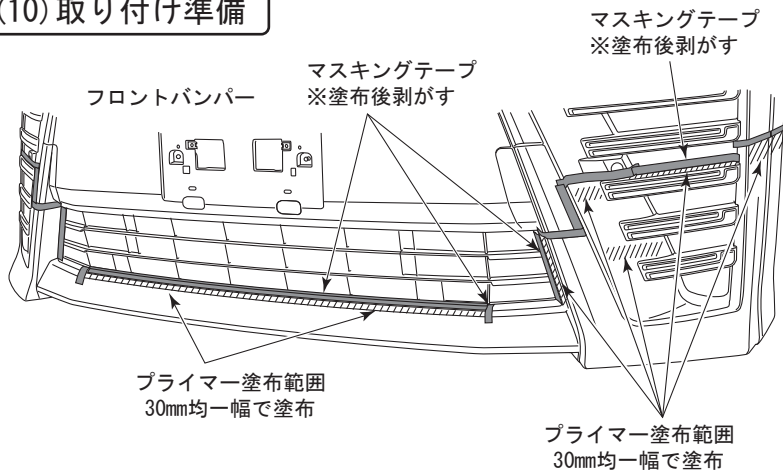 (10)取り付け準備
マスキングテープ
※塗布後剥がす
マスキングテープ
※塗布後剥がす
フロントバンパー
プライマー塗布範囲
30mm均一幅で塗布
プライマー塗布範囲
30mm均一幅で塗布